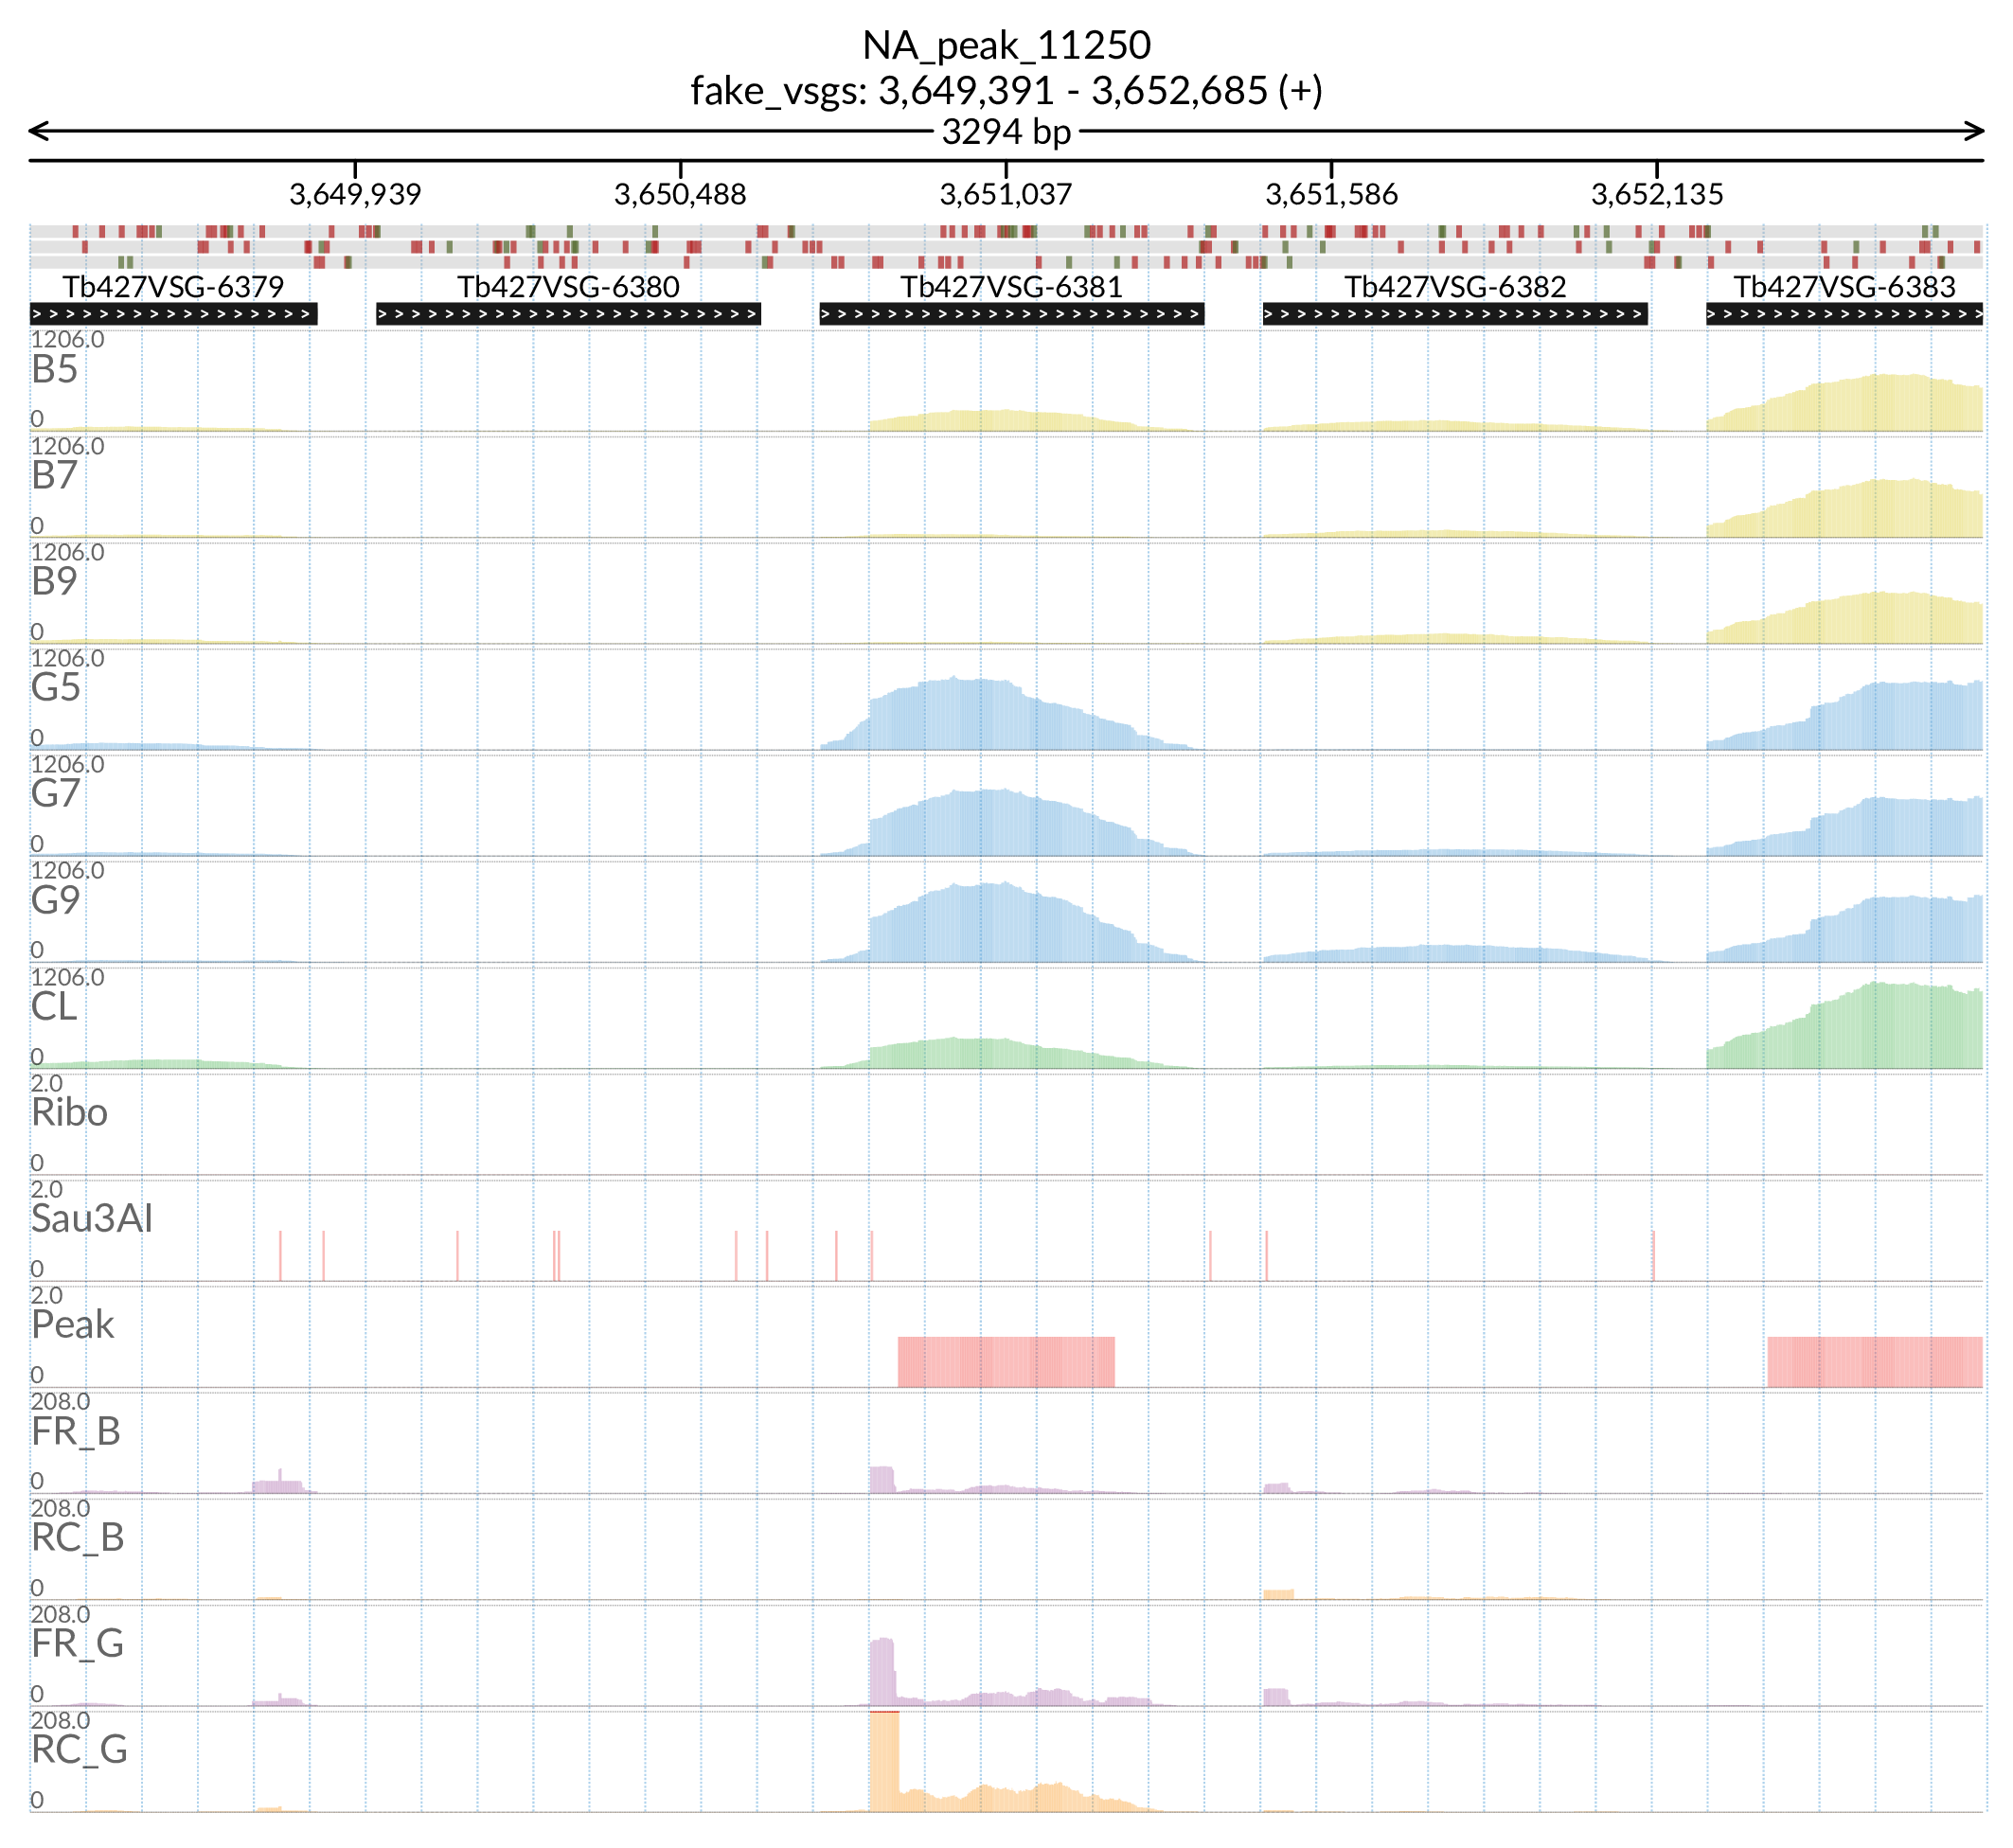 NA_peak_11250
fake_vsgs: 3,649,391 - 3,652,685 (+)
3294 bp
3,649,939 3,650,488 3,651,037 3,651,586 3,652,135
Tb427VSG-6379 Tb427VSG-6380 Tb427VSG-6381 Tb427VSG-6382 Tb427VSG-6383
1206.0
B5
0
1206.0
B7
0
1206.0
B9
0
1206.0
G5
0
1206.0
G7
0
1206.0
G9
0
1206.0
CL
0
2.0
Ribo
0
2.0
Sau3AI
0
2.0
Peak
0
208.0
FR_B
0
208.0
RC_B
0
208.0
FR_G
0
208.0
RC_G
0